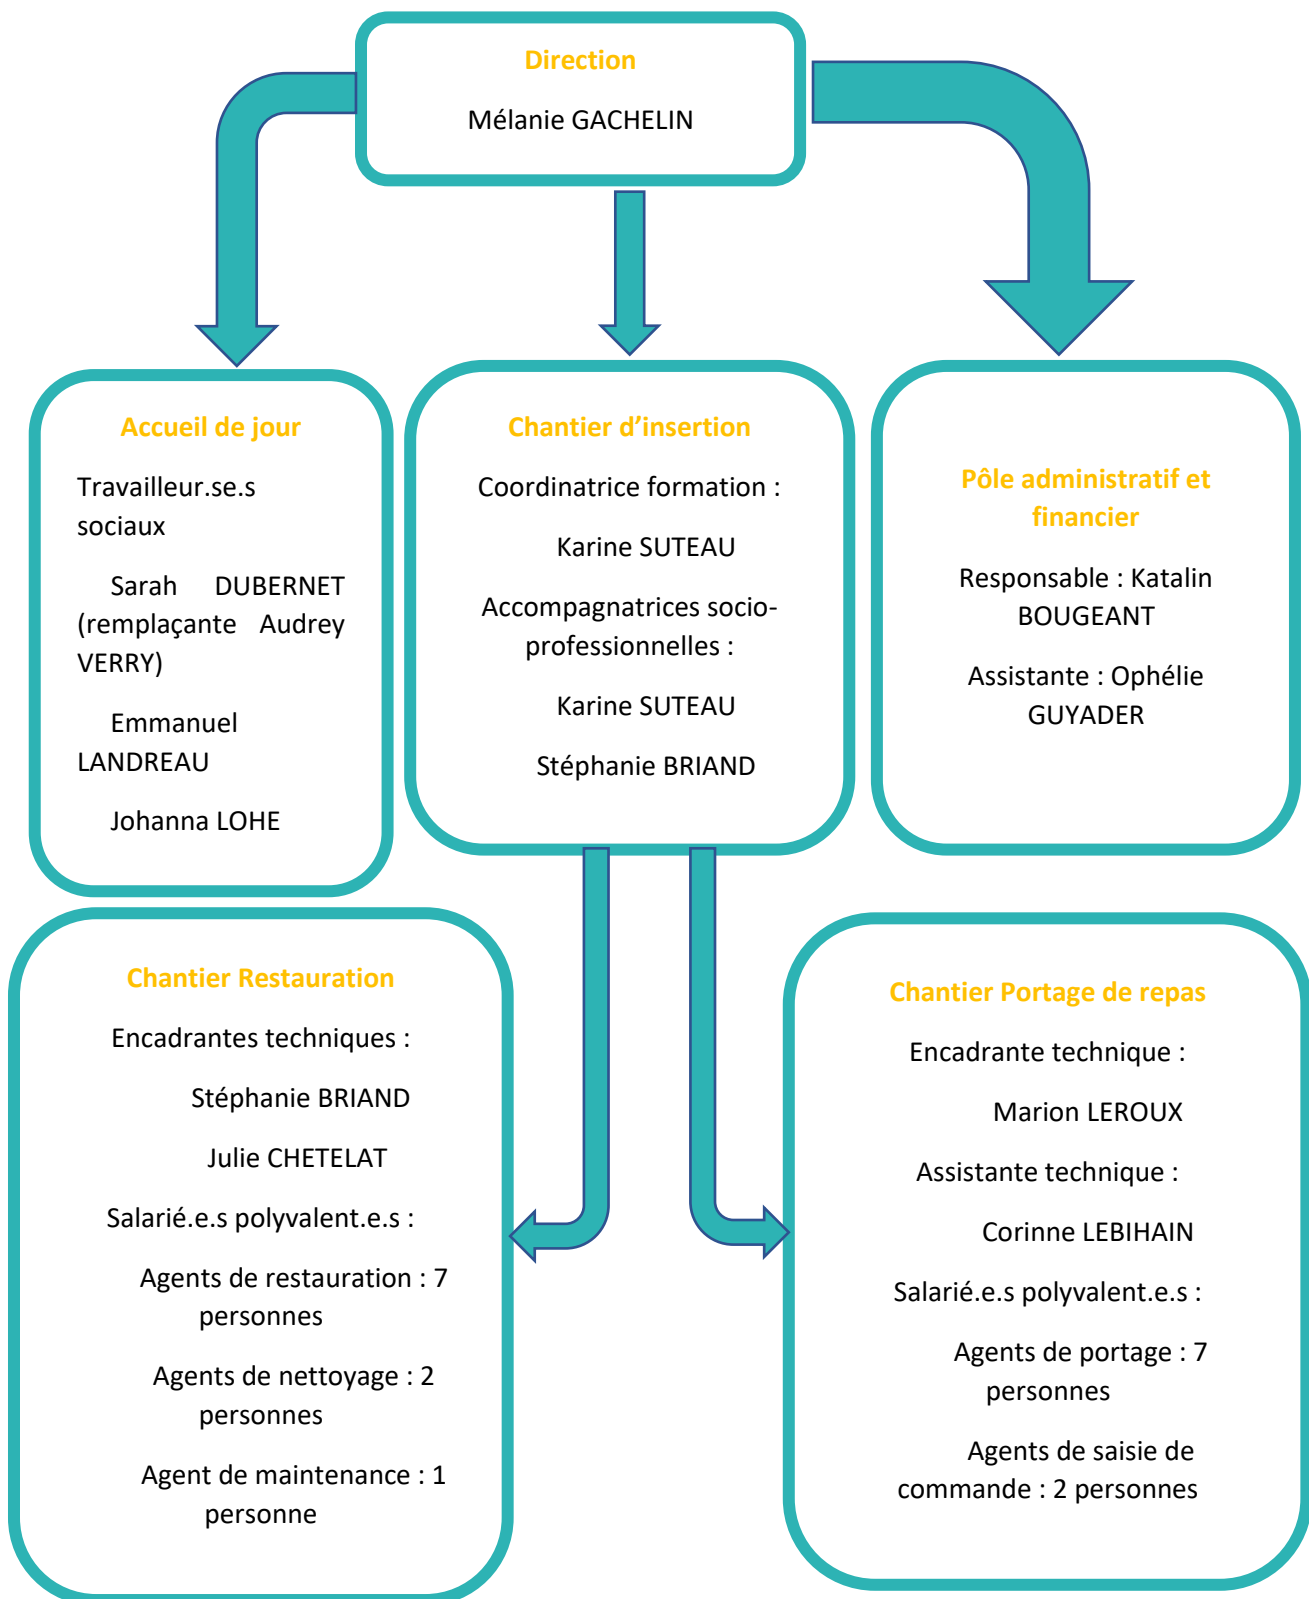 Direction
Mélanie GACHELIN
Accueil de jour
Travailleur.se.s
sociaux
Sarah DUBERNET
(remplaçante Audrey
VERRY)
Emmanuel
LANDREAU
Johanna LOHE
Chantier d’insertion
Coordinatrice formation :
Karine SUTEAU
Accompagnatrices socio-
professionnelles :
Karine SUTEAU
Stéphanie BRIAND
Pôle administratif et
financier
Responsable : Katalin
BOUGEANT
Assistante : Ophélie
GUYADER
Chantier Restauration
Encadrantes techniques :
Stéphanie BRIAND
Julie CHETELAT
Salarié.e.s polyvalent.e.s :
Agents de restauration : 7
personnes
Agents de nettoyage : 2
personnes
Agent de maintenance : 1
personne
Chantier Portage de repas
Encadrante technique :
Marion LEROUX
Assistante technique :
Corinne LEBIHAIN
Salarié.e.s polyvalent.e.s :
Agents de portage : 7
personnes
Agents de saisie de
commande : 2 personnes